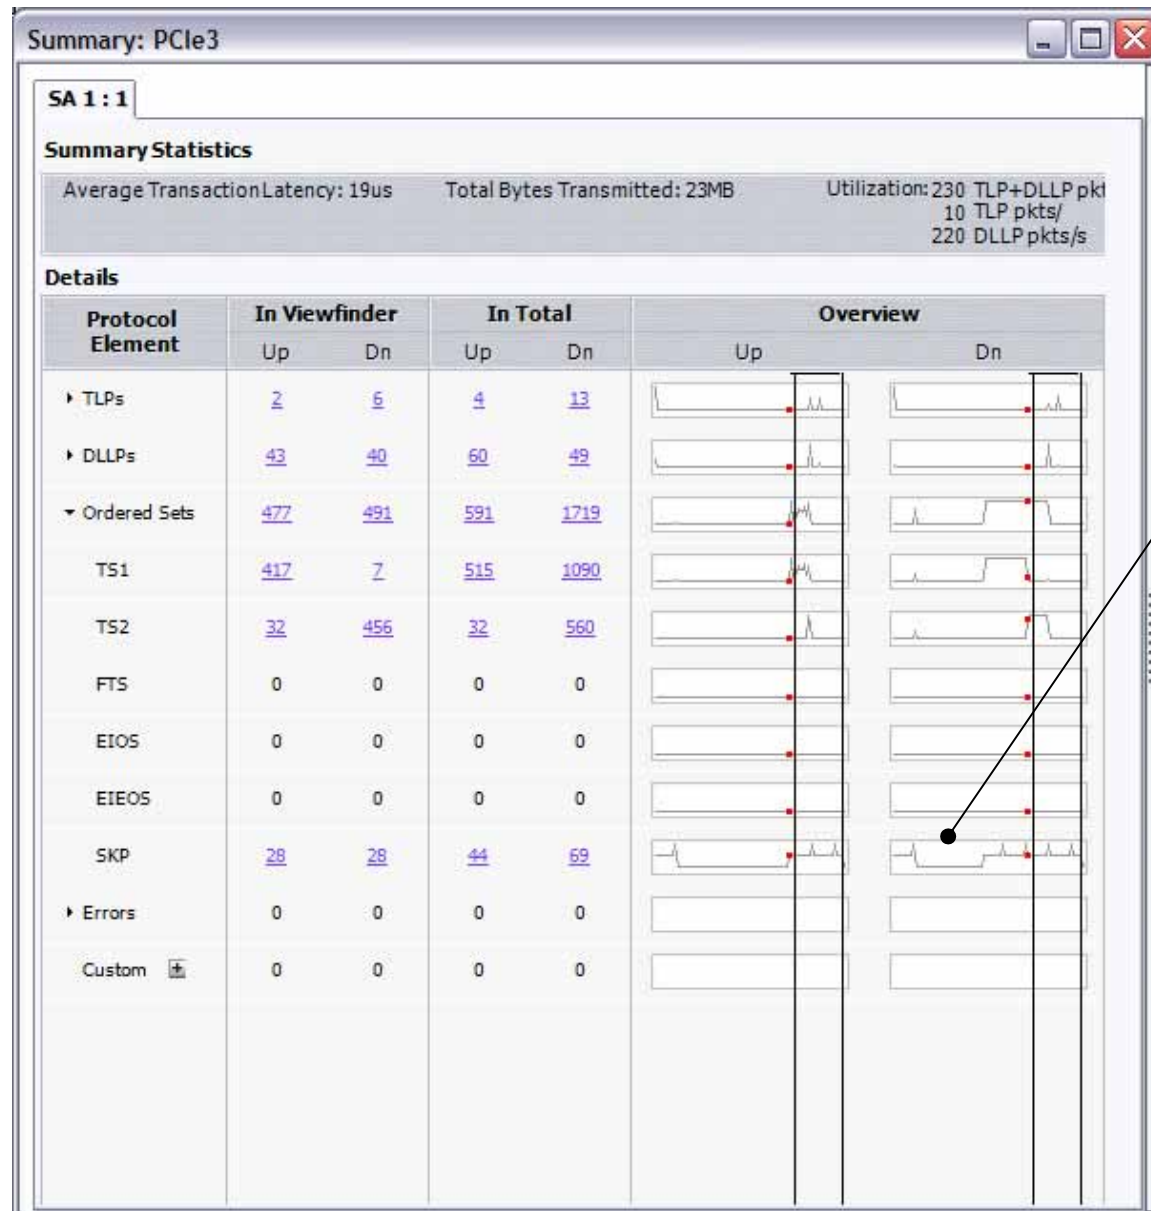 Summary: PCIe3
SA 1 : 1
Summary Statistics
Average Transaction Latency: 19us Total Bytes Transmitted: 23MB Utilization: 230 TLP+DLLP pkt
10 TLP pkts/
220 DLLP pkts/s
Details
Protocol Element In Viewfinder In Total Overview
Up Dn Up Dn Up Dn
TLPs 2 6 4 13
DLLPs 43 40 60 49
Ordered Sets 477 491 591 1719
TS1 417 7 515 1090
TS2 32 456 32 560
FTS 0 0 0 0
EIOS 0 0 0 0
EIEOS 0 0 0 0
SKP 28 28 44 69
Errors 0 0 0 0
Custom 0 0 0 0